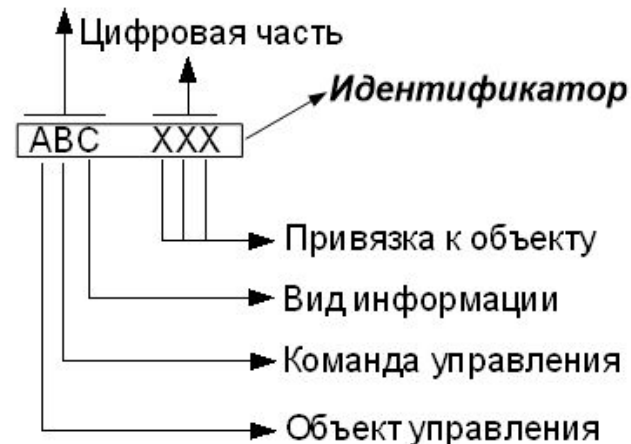 Цифровая часть
Идентификатор
ABC XXX
Привязка к объекту
Вид информации
Команда управления
Объект управления